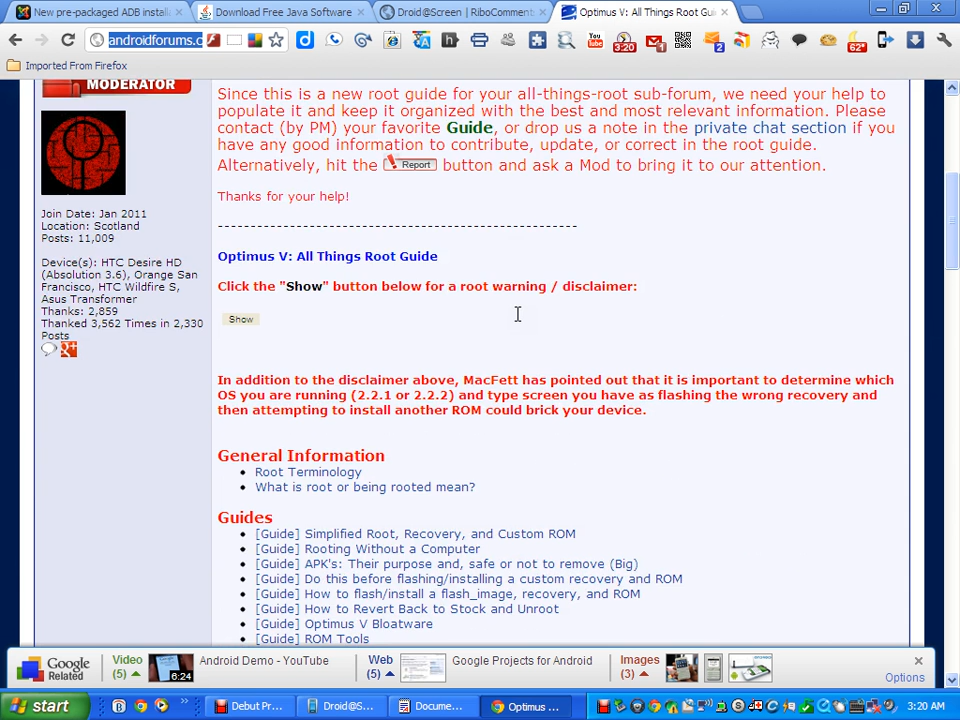 New pre-packaged ADB install
Download Free Java Software
Droid@Screen | RiboComment
Optimus V: All Things Root Gu
androidforums.c
3:20
1
2
62°
Imported From Firefox
MODERATOR
Join Date: Jan 2011
Location: Scotland
Posts: 11,009
Device(s): HTC Desire HD
(Absolution 3.6), Orange San
Francisco, HTC Wildfire S,
Asus Transformer
Thanks: 2,859
Thanked 3,562 Times in 2,330
Posts
Since this is a new root guide for your all-things-root sub-forum, we need your help to
populate it and keep it organized with the best and most relevant information. Please
contact (by PM) your favorite Guide, or drop us a note in the private chat section if you
have any good information to contribute, update, or correct in the root guide.
Alternatively, hit the Report button and ask a Mod to bring it to our attention.
Thanks for your help!
-------------------------------------------------------
Optimus V: All Things Root Guide
Click the "Show" button below for a root warning / disclaimer:
Show
In addition to the disclaimer above, MacFett has pointed out that it is important to determine which
OS you are running (2.2.1 or 2.2.2) and type screen you have as flashing the wrong recovery and
then attempting to install another ROM could brick your device.
General Information
Root Terminology
What is root or being rooted mean?
Guides
[Guide] Simplified Root, Recovery, and Custom ROM
[Guide] Rooting Without a Computer
[Guide] APK's: Their purpose and, safe or not to remove (Big)
[Guide] Do this before flashing/installing a custom recovery and ROM
[Guide] How to flash/install a flash_image, recovery, and ROM
[Guide] How to Revert Back to Stock and Unroot
[Guide] Optimus V Bloatware
[Guide] ROM Tools
Google Related
Video (5)
6:24
Android Demo - YouTube
Web (5)
Google Projects for Android
Images (3)
Options
start
Debut Pr...
Droid@S...
Docume...
Optimus ...
3:20 AM